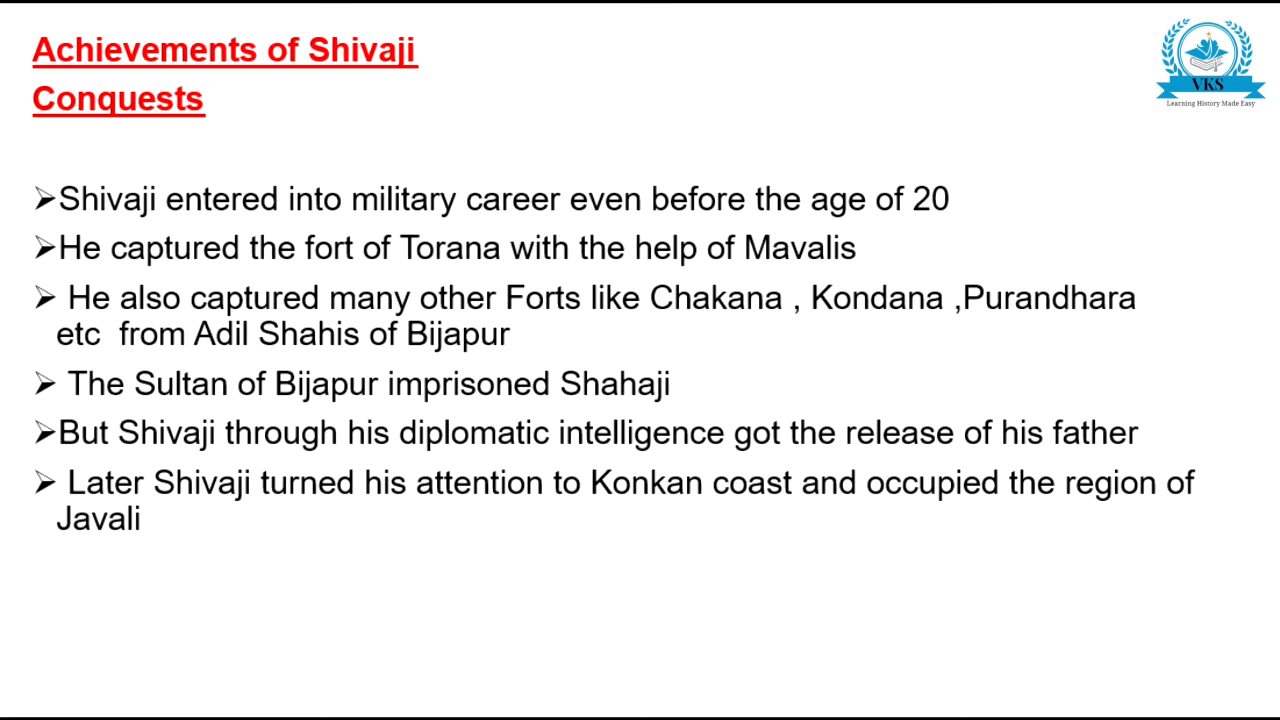 Achievements of Shivaji
Conquests
VKS
Learning History Made Easy
➢Shivaji entered into military career even before the age of 20
➢He captured the fort of Torana with the help of Mavalis
➢ He also captured many other Forts like Chakana , Kondana ,Purandhara
etc  from Adil Shahis of Bijapur
➢ The Sultan of Bijapur imprisoned Shahaji
➢But Shivaji through his diplomatic intelligence got the release of his father
➢ Later Shivaji turned his attention to Konkan coast and occupied the region of
Javali